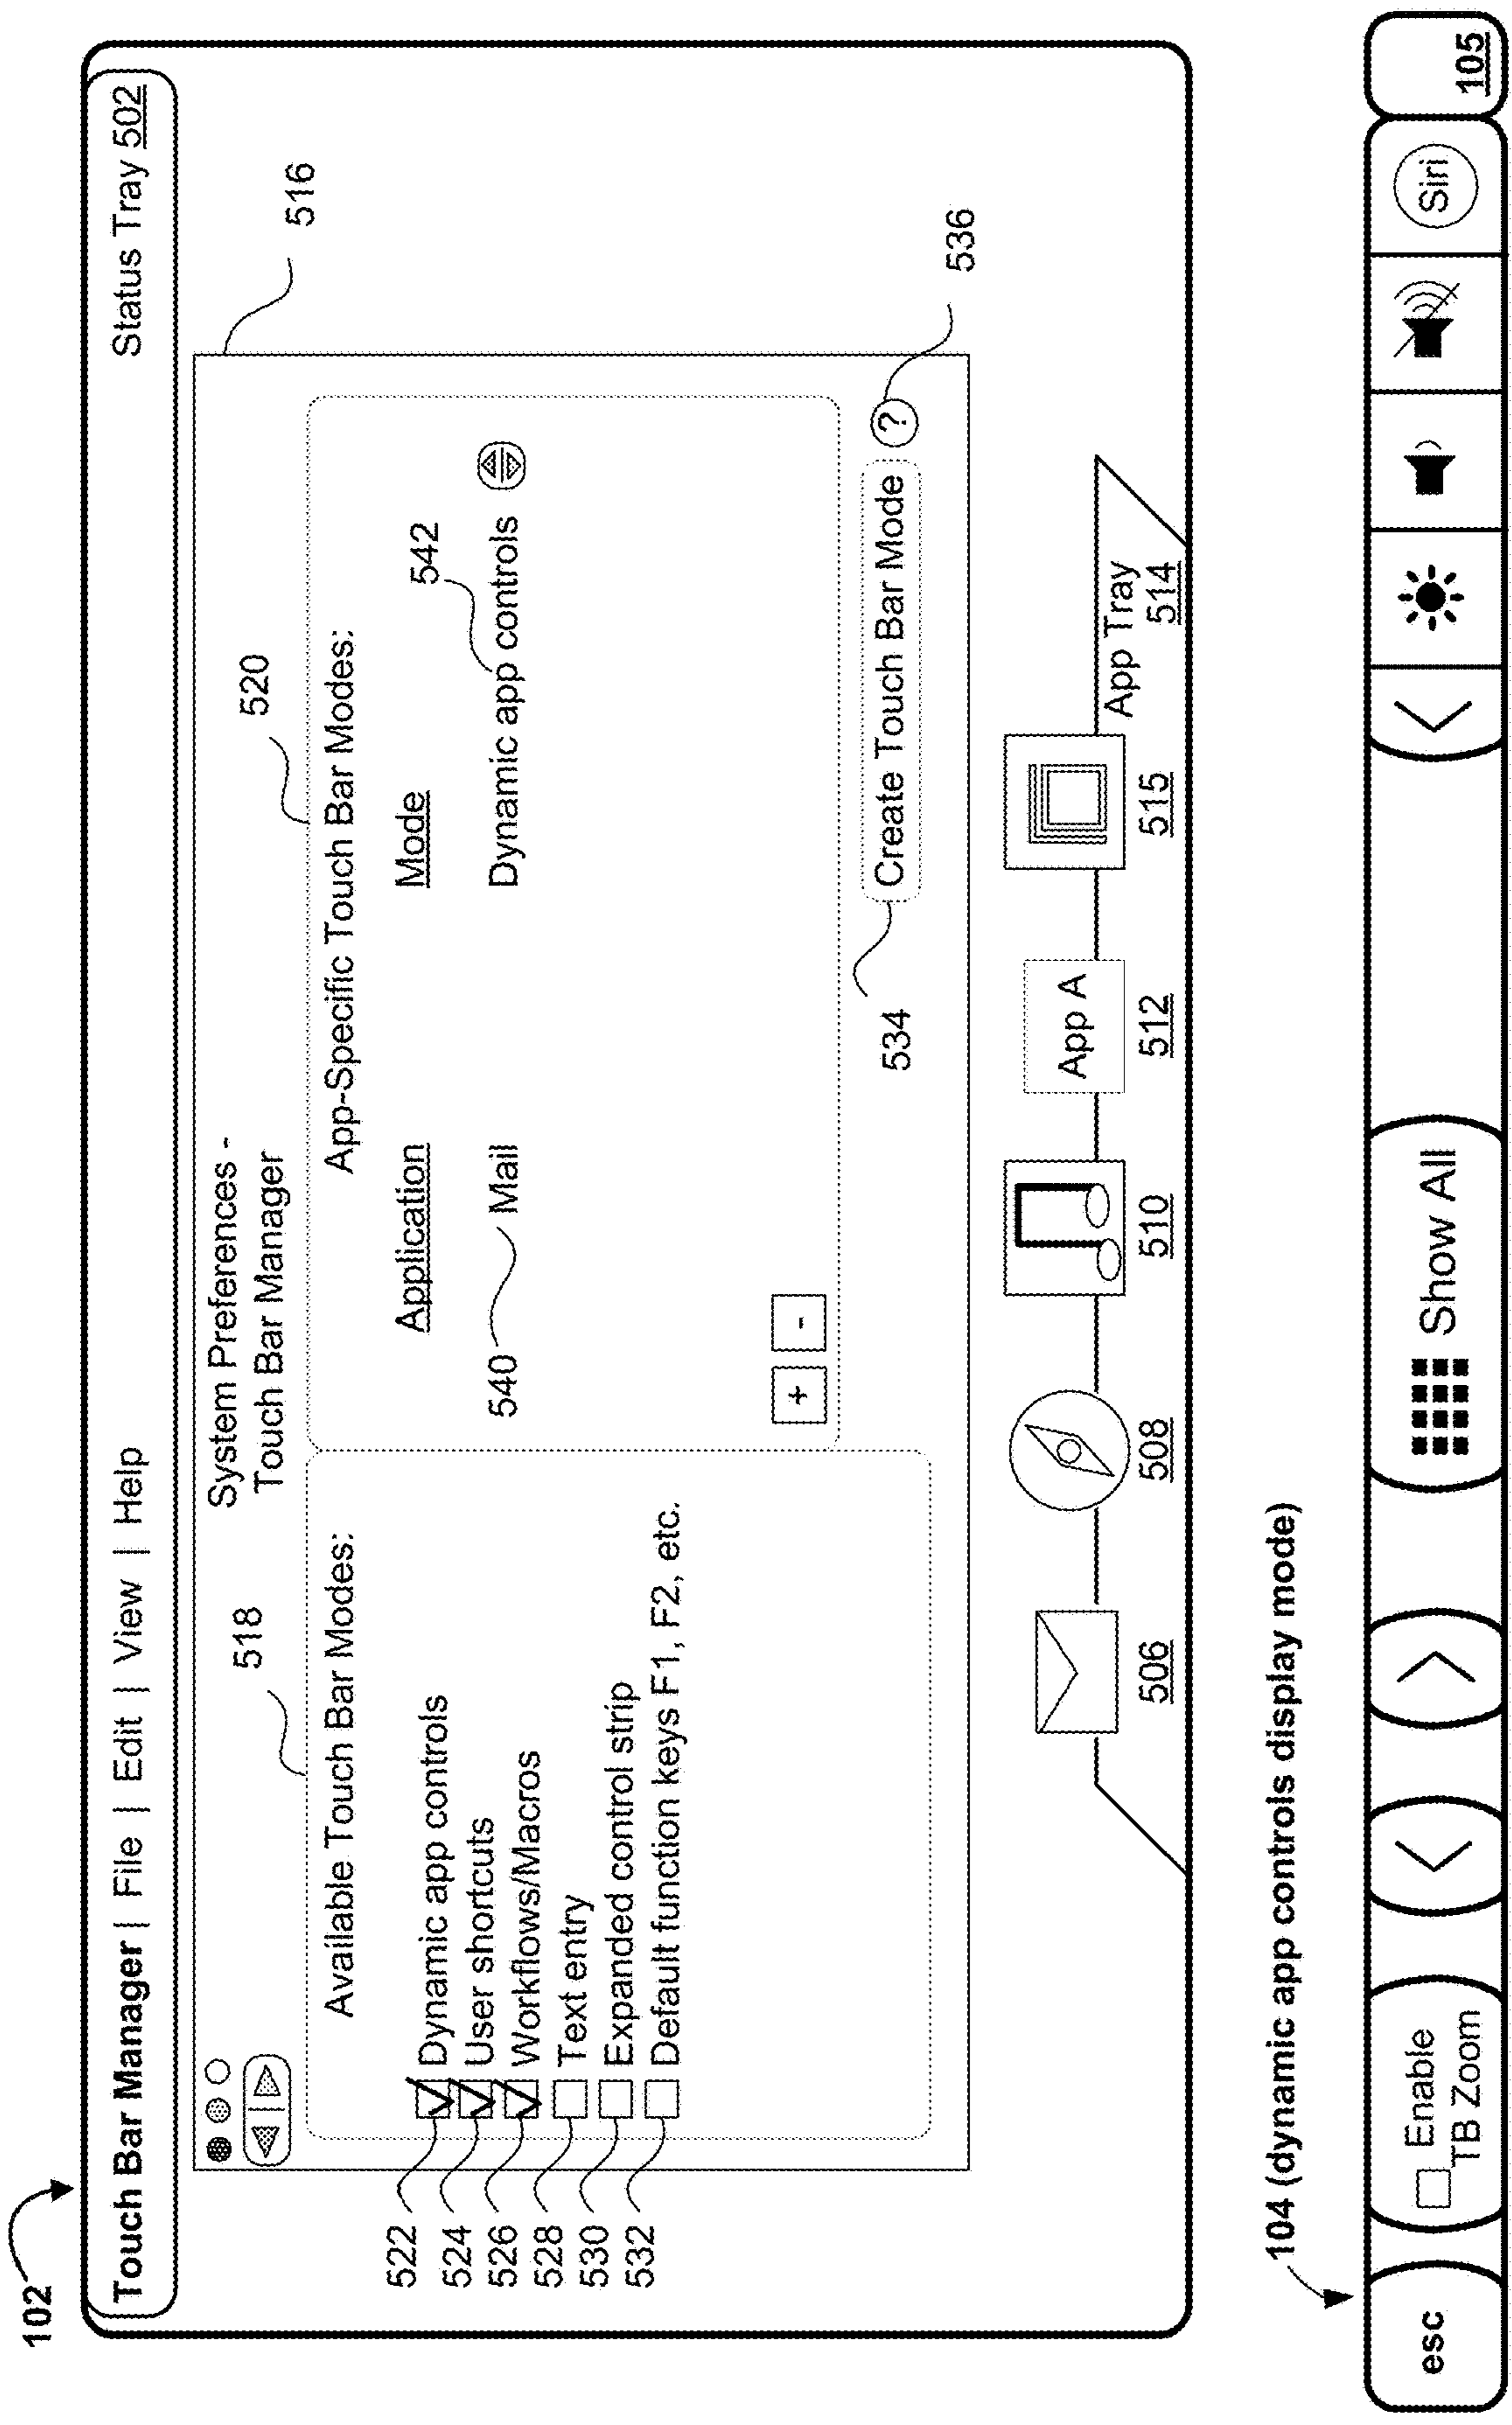 102
Touch Bar Manager | File | Edit | View | Help
Status Tray 502
System Preferences -
Touch Bar Manager
516
518
520
Available Touch Bar Modes:
522
Dynamic app controls
524
User shortcuts
526
Workflows/Macros
528
Text entry
530
Expanded control strip
532
Default function keys F1, F2, etc.
App-Specific Touch Bar Modes:
Application
Mode
542
540
Mail
Dynamic app controls
+
-
534
Create Touch Bar Mode
?
536
App A
App Tray
506
508
510
512
515
514
104 (dynamic app controls display mode)
esc
Enable
TB Zoom
Show All
Siri
105